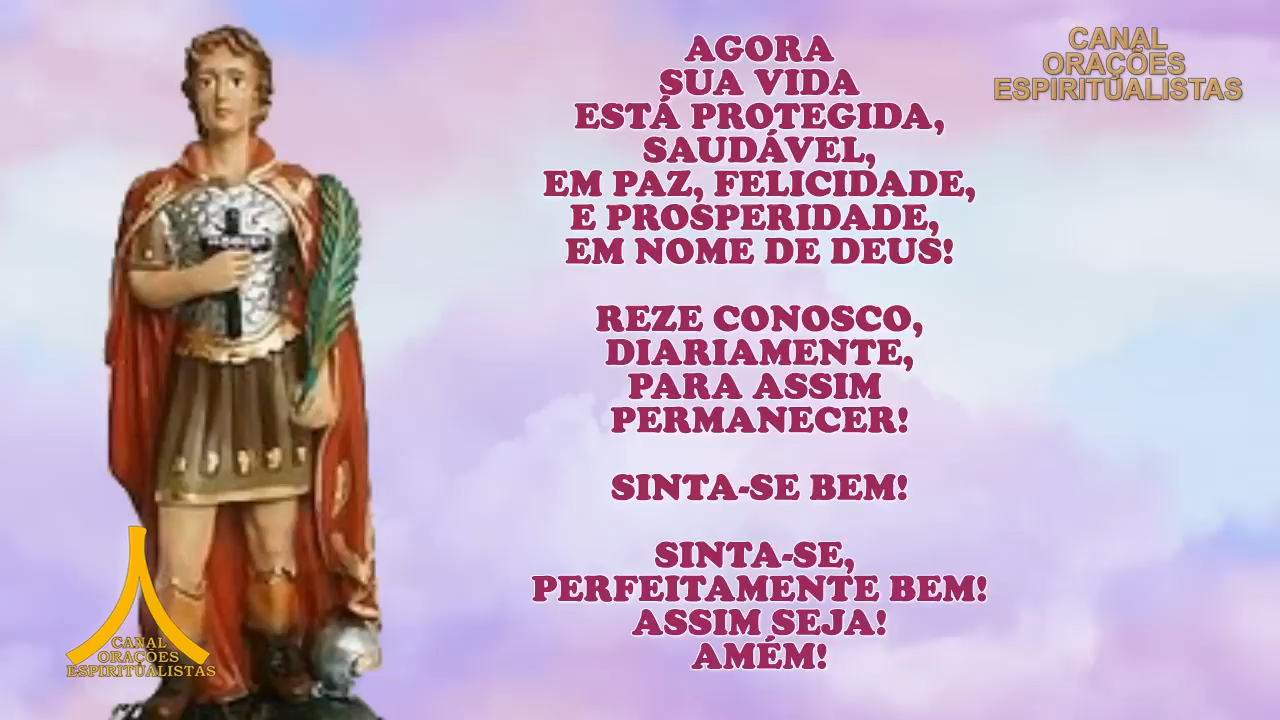 AGORA
SUA VIDA
ESTÁ PROTEGIDA,
SAUDÁVEL,
EM PAZ, FELICIDADE,
E PROSPERIDADE,
EM NOME DE DEUS!
REZE CONOSCO,
DIARIAMENTE,
PARA ASSIM
PERMANECER!
SINTA-SE BEM!
SINTA-SE,
PERFEITAMENTE BEM!
ASSIM SEJA!
AMÉM!
CANAL
ORAÇÕES
ESPIRITUALISTAS
CANAL
ORAÇÕES
ESPIRITUALISTAS